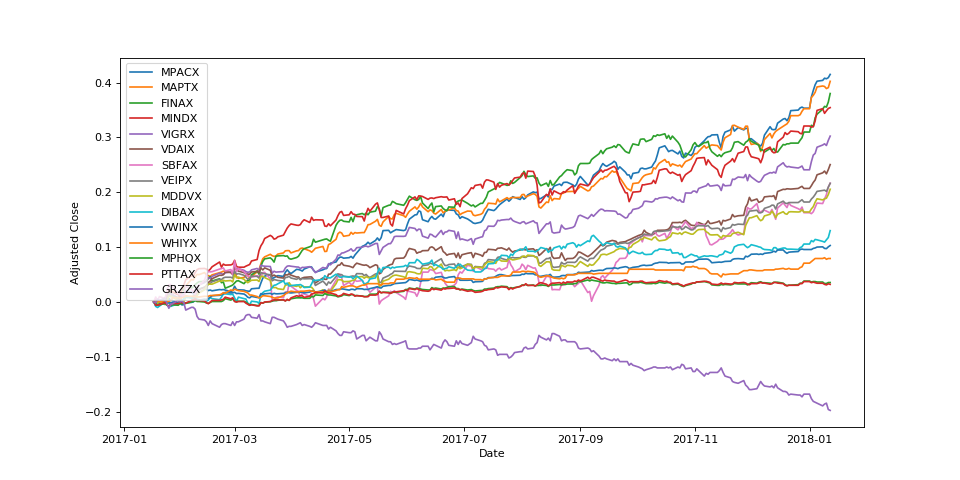 MPACX
MAPTX
FINAX
MINDX
VIGRX
VDAIX
SBFAX
VEIPX
MDDVX
DIBAX
VWINX
WHIYX
MPHQX
PTTAX
GRZZX
Adjusted Close
0.4
0.3
0.2
0.1
0.0
−0.1
−0.2
2017-01 2017-03 2017-05 2017-07 2017-09 2017-11 2018-01
Date